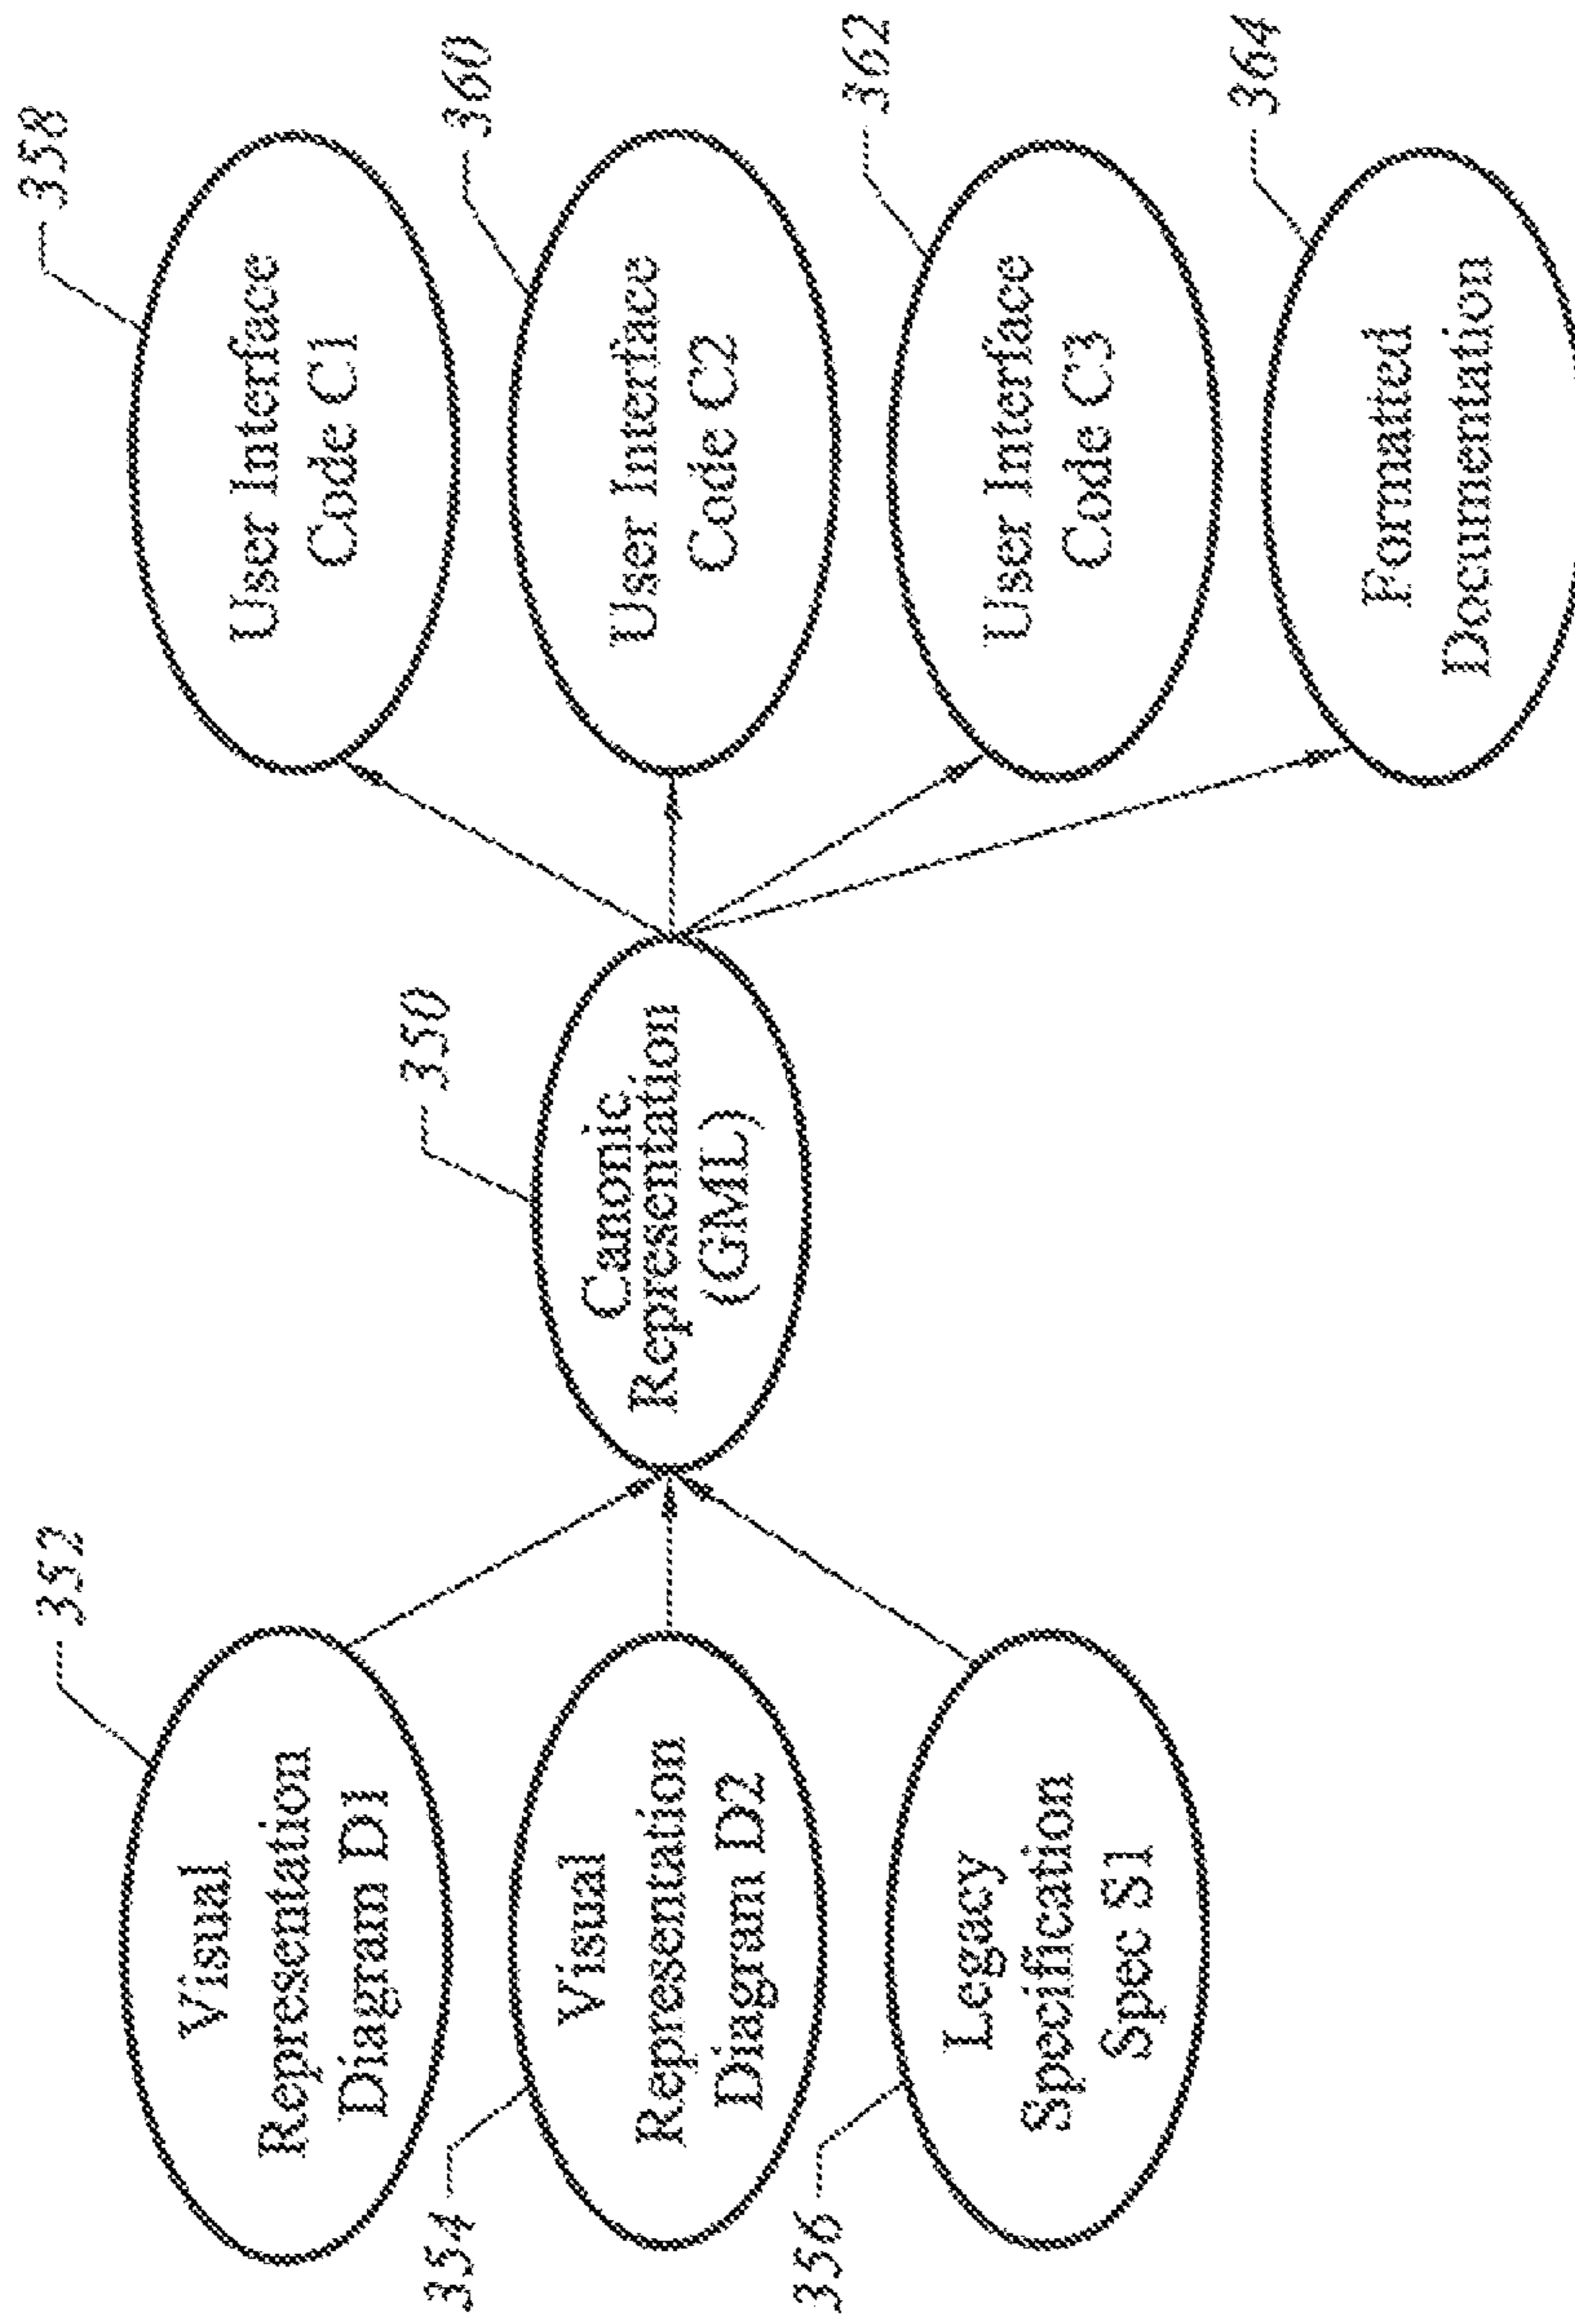 352
Visual
Representation
Diagram D1
354
Visual
Representation
Diagram D2
356
Legacy
Specification
Spec S1
350
Canonic
Representation
(GML)
358
User Interface
Code C1
360
User Interface
Code C2
362
User Interface
Code C3
364
Formatted
Documentation